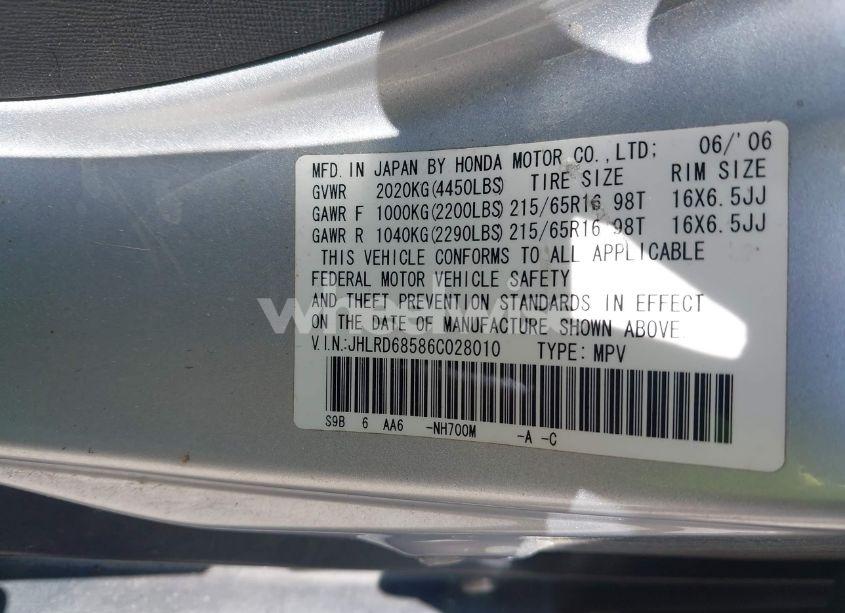 MFD. IN JAPAN BY HONDA MOTOR CO.,LTD; 06/'06
GVWR 2020KG(4450LBS) TIRE SIZE RIM SIZE
GAWR F 1000KG(2200LBS) 215/65R16 98T 16X6.5JJ
GAWR R 1040KG(2290LBS) 215/65R16 98T 16X6.5JJ
THIS VEHICLE CONFORMS TO ALL APPLICABLE
FEDERAL MOTOR VEHICLE SAFETY
AND THEFT PREVENTION STANDARDS IN EFFECT
ON THE DATE OF MANUFACTURE SHOWN ABOVE.
V.I.N.:JHLRD68586C028010 TYPE: MPV
S9B 6 AA6 -NH700M -A -C